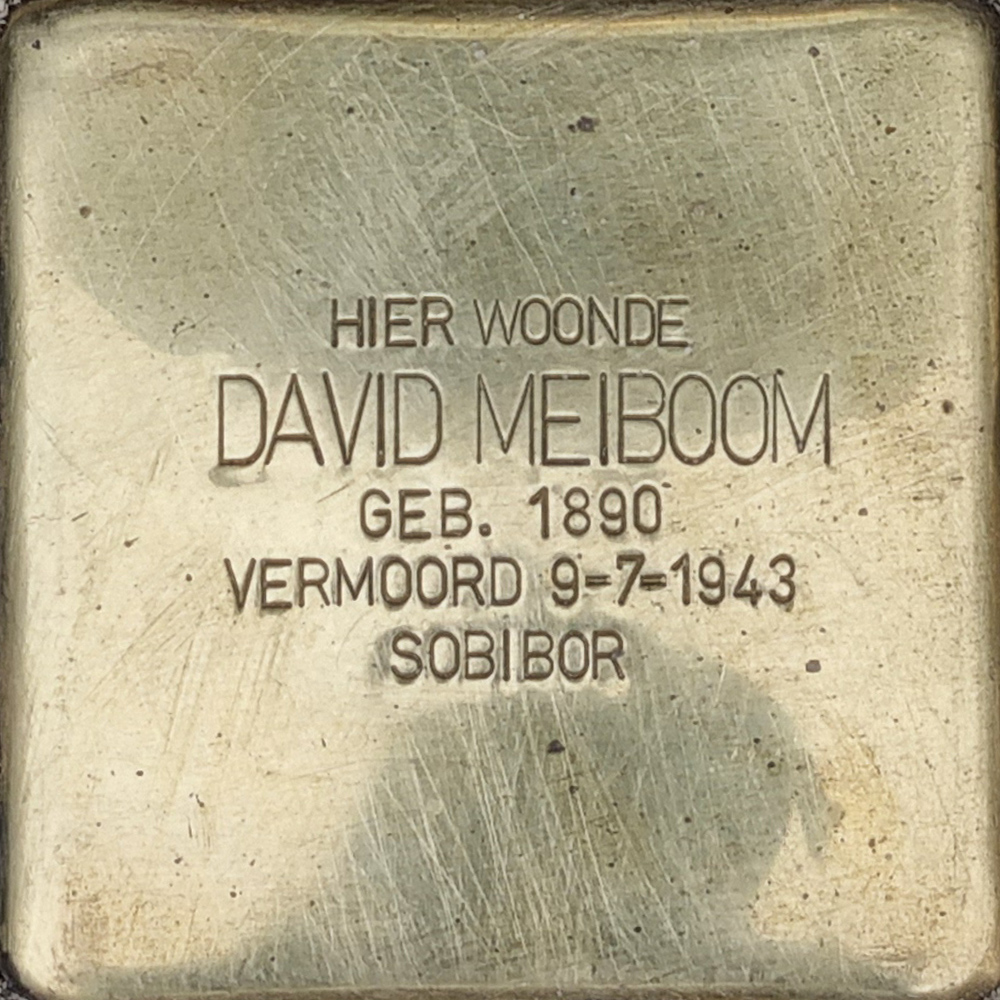 HIER WOONDE
DAVID MEIBOOM
GEB. 1890
VERMOORD 9-7-1943
SOBIBOR